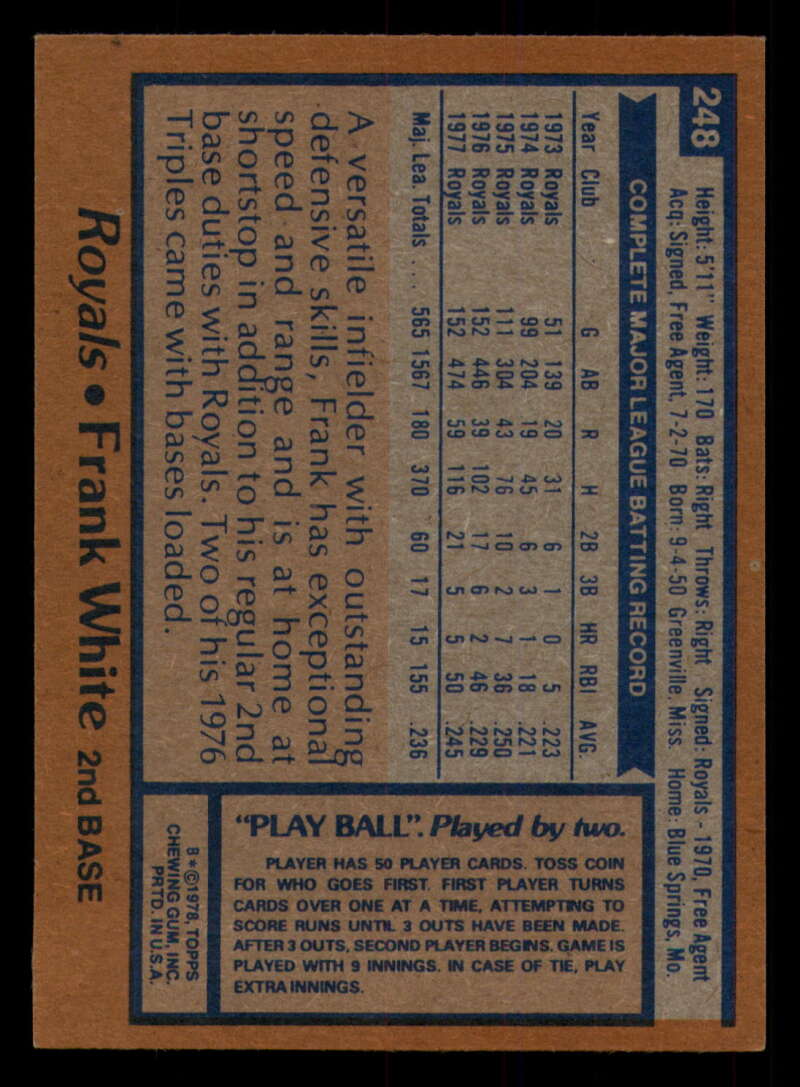 248
Height: 5'11" Weight: 170 Bats: Right Throws: Right Signed: Royals - 1970, Free Agent
Acq: Signed, Free Agent, 7-2-70 Born: 9-4-50 Greenville, Miss. Home: Blue Springs, Mo.
COMPLETE MAJOR LEAGUE BATTING RECORD
Year Club G AB R H 2B 3B HR RBI AVG.
1973 Royals 51 139 20 31 6 1 0 5 .223
1974 Royals 99 204 19 45 6 3 1 18 .221
1975 Royals 111 304 43 76 10 2 7 36 .250
1976 Royals 152 446 39 102 17 6 2 46 .229
1977 Royals 152 474 59 116 21 5 5 50 .245
Maj. Lea. Totals .... 565 1567 180 370 60 17 15 155 .236
A versatile infielder with outstanding
defensive skills, Frank has exceptional
speed and range and is at home at
shortstop in addition to his regular 2nd
base duties with Royals. Two of his 1976
Triples came with bases loaded.
Royals • Frank White 2nd BASE
"PLAY BALL". Played by two.
PLAYER HAS 50 PLAYER CARDS. TOSS COIN
FOR WHO GOES FIRST. FIRST PLAYER TURNS
CARDS OVER ONE AT A TIME, ATTEMPTING TO
SCORE RUNS UNTIL 3 OUTS HAVE BEEN MADE.
AFTER 3 OUTS, SECOND PLAYER BEGINS. GAME IS
PLAYED WITH 9 INNINGS. IN CASE OF TIE, PLAY
EXTRA INNINGS.
B*©1978, TOPPS
CHEWING GUM, INC.
PRTD. IN U.S.A.